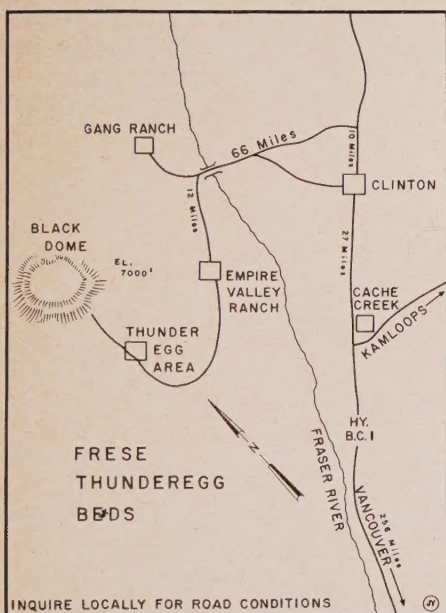 GANG RANCH
66 Miles
10 Miles
CLINTON
12 Miles
27 Miles
BLACK
DOME
EL.
7000'
EMPIRE
VALLEY
RANCH
CACHE
CREEK
KAMLOOPS
THUNDER
EGG
AREA
N
HY.
B.C. 1
FRASER RIVER
VANCOUVER
256 Miles
FRESE
THUNDEREGG
BEDS
INQUIRE LOCALLY FOR ROAD CONDITIONS